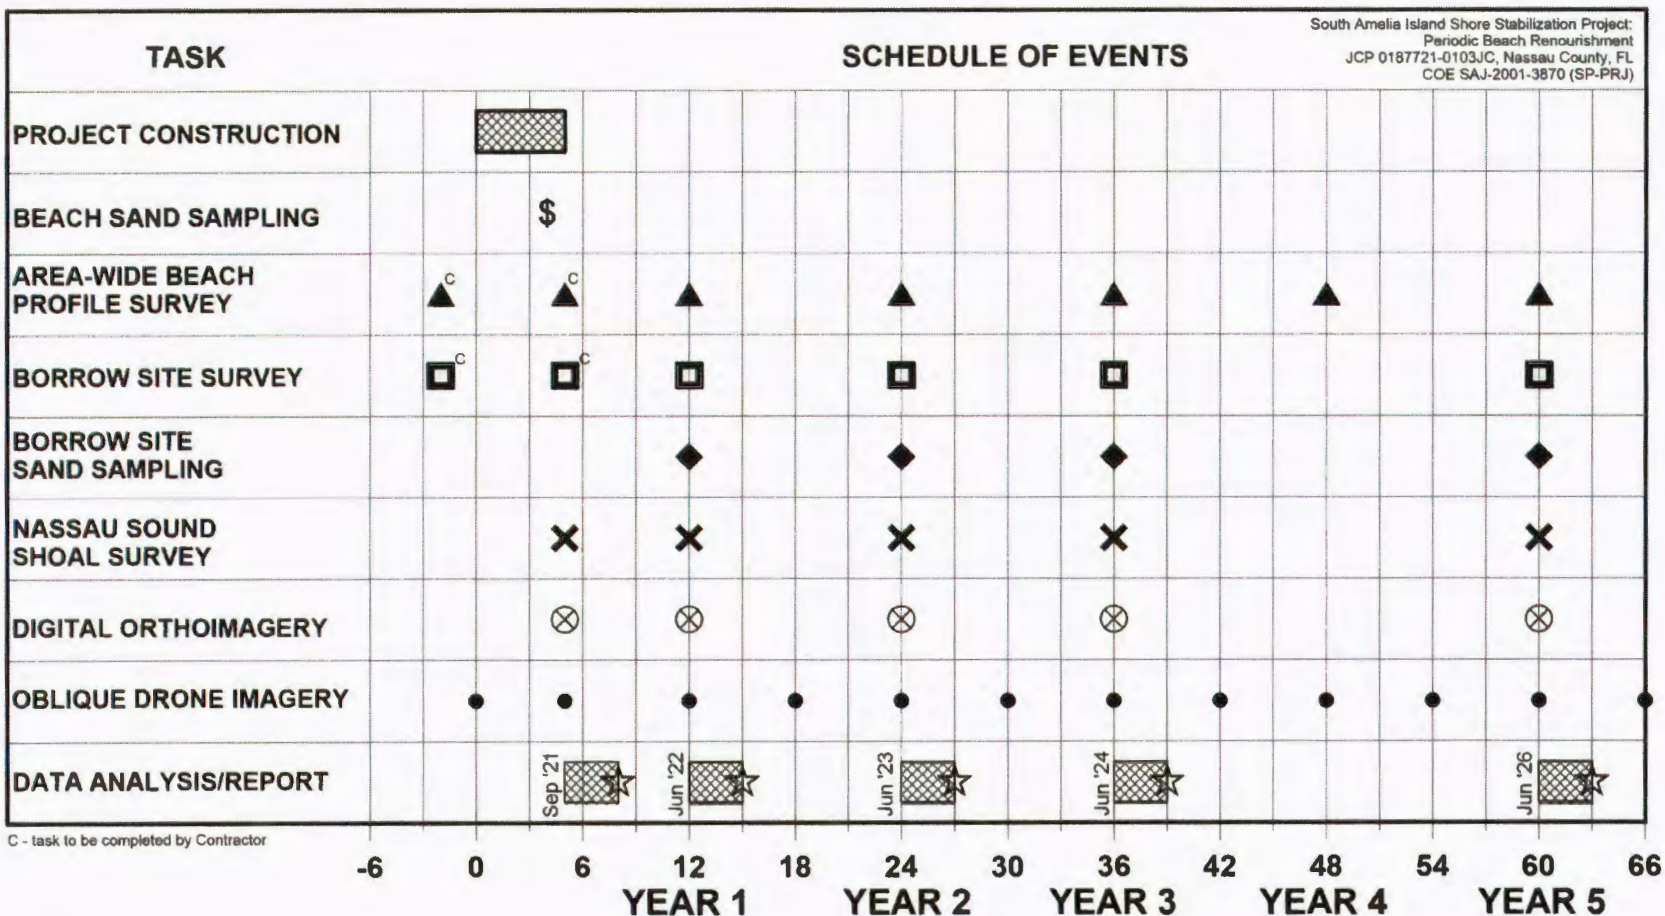 TASK
SCHEDULE OF EVENTS
South Amelia Island Shore Stabilization Project:
Periodic Beach Renourishment
JCP 0187721-0103JC, Nassau County, FL
COE SAJ-2001-3870 (SP-PRJ)
PROJECT CONSTRUCTION
BEACH SAND SAMPLING
$
AREA-WIDE BEACH
PROFILE SURVEY
C C
BORROW SITE SURVEY
C C
BORROW SITE
SAND SAMPLING
NASSAU SOUND
SHOAL SURVEY
DIGITAL ORTHOIMAGERY
OBLIQUE DRONE IMAGERY
DATA ANALYSIS/REPORT
Sep '21
Jun '22
Jun '23
Jun '24
Jun '26
C - task to be completed by Contractor
-6 0 6 12 18 24 30 36 42 48 54 60 66
YEAR 1 YEAR 2 YEAR 3 YEAR 4 YEAR 5